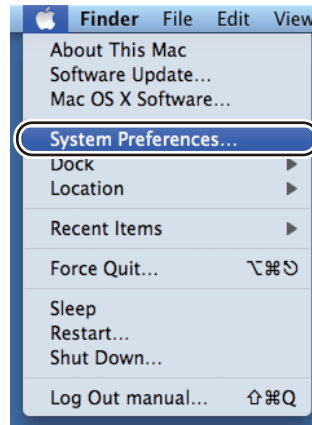 Finder File Edit View
About This Mac
Software Update...
Mac OS X Software...
System Preferences...
Dock ▶
Location ▶
Recent Items ▶
Force Quit... ⌥⌘⎋
Sleep
Restart...
Shut Down...
Log Out manual... ⇧⌘Q